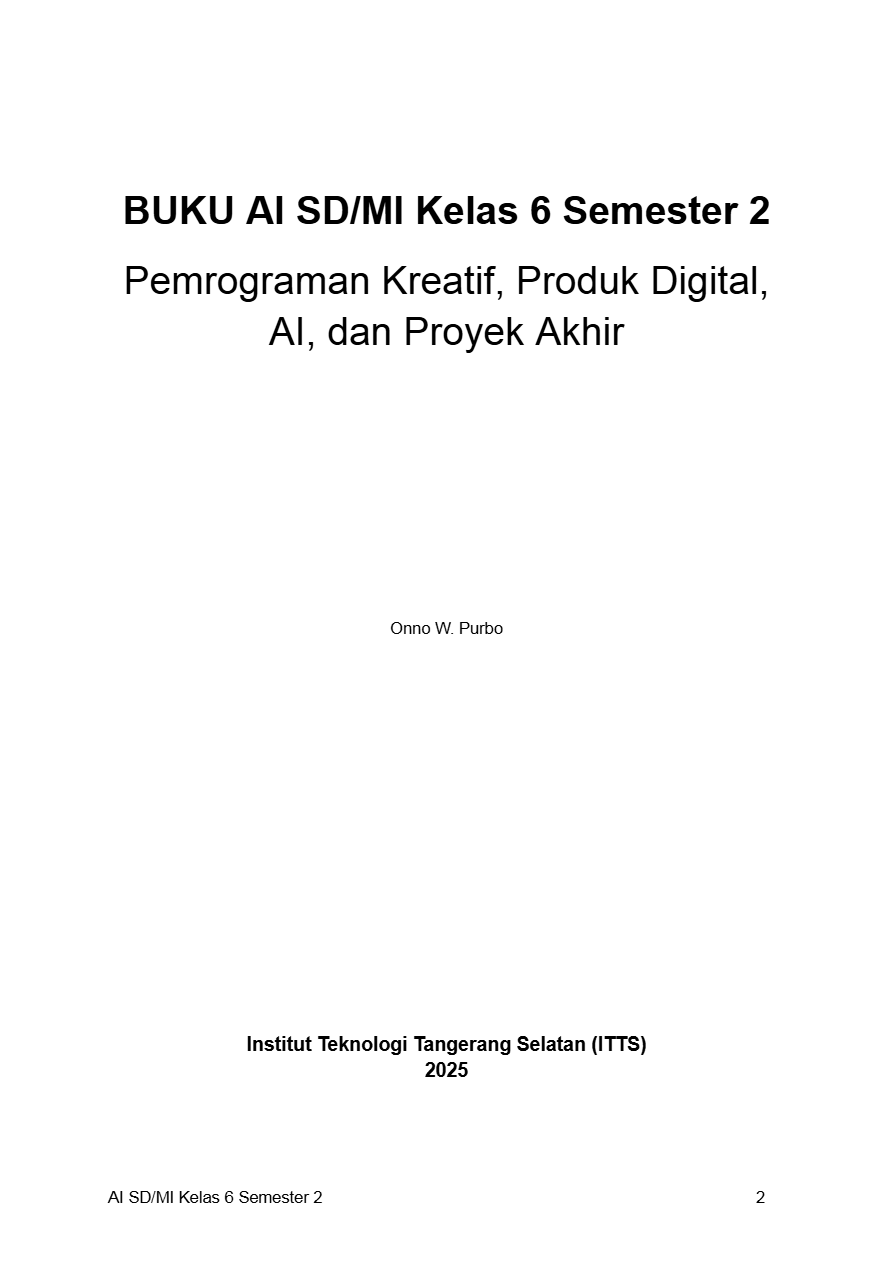 BUKU AI SD/MI Kelas 6 Semester 2
Pemrograman Kreatif, Produk Digital,
AI, dan Proyek Akhir
Onno W. Purbo
Institut Teknologi Tangerang Selatan (ITTS)
2025
AI SD/MI Kelas 6 Semester 2 2